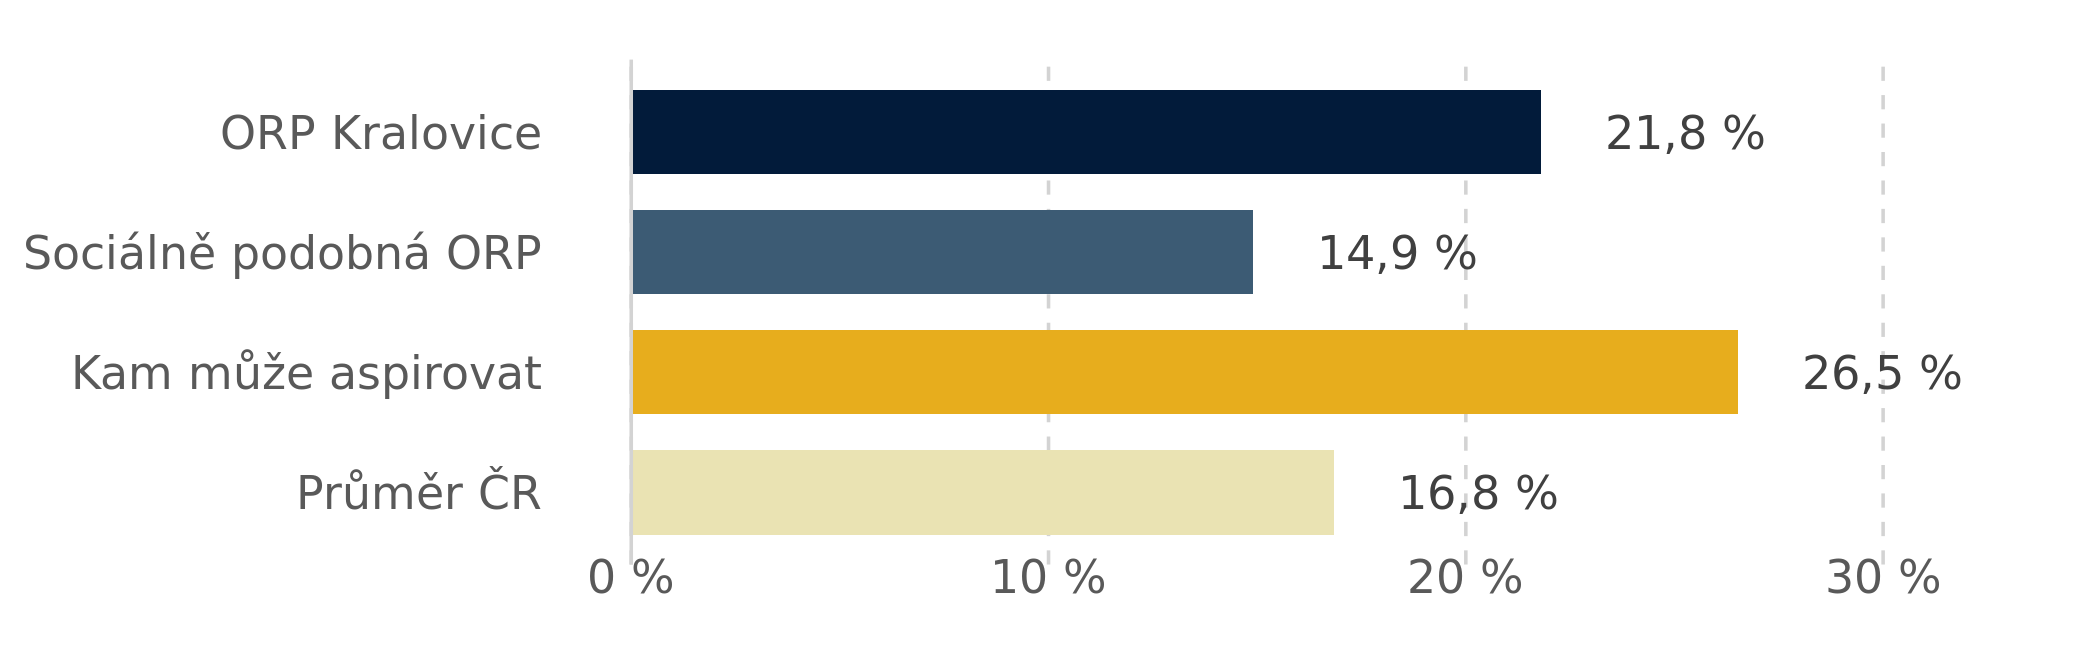 ORP Kralovice 21,8 %
Sociálně podobná ORP 14,9 %
Kam může aspirovat 26,5 %
Průměr ČR 16,8 %
0 % 10 % 20 % 30 %